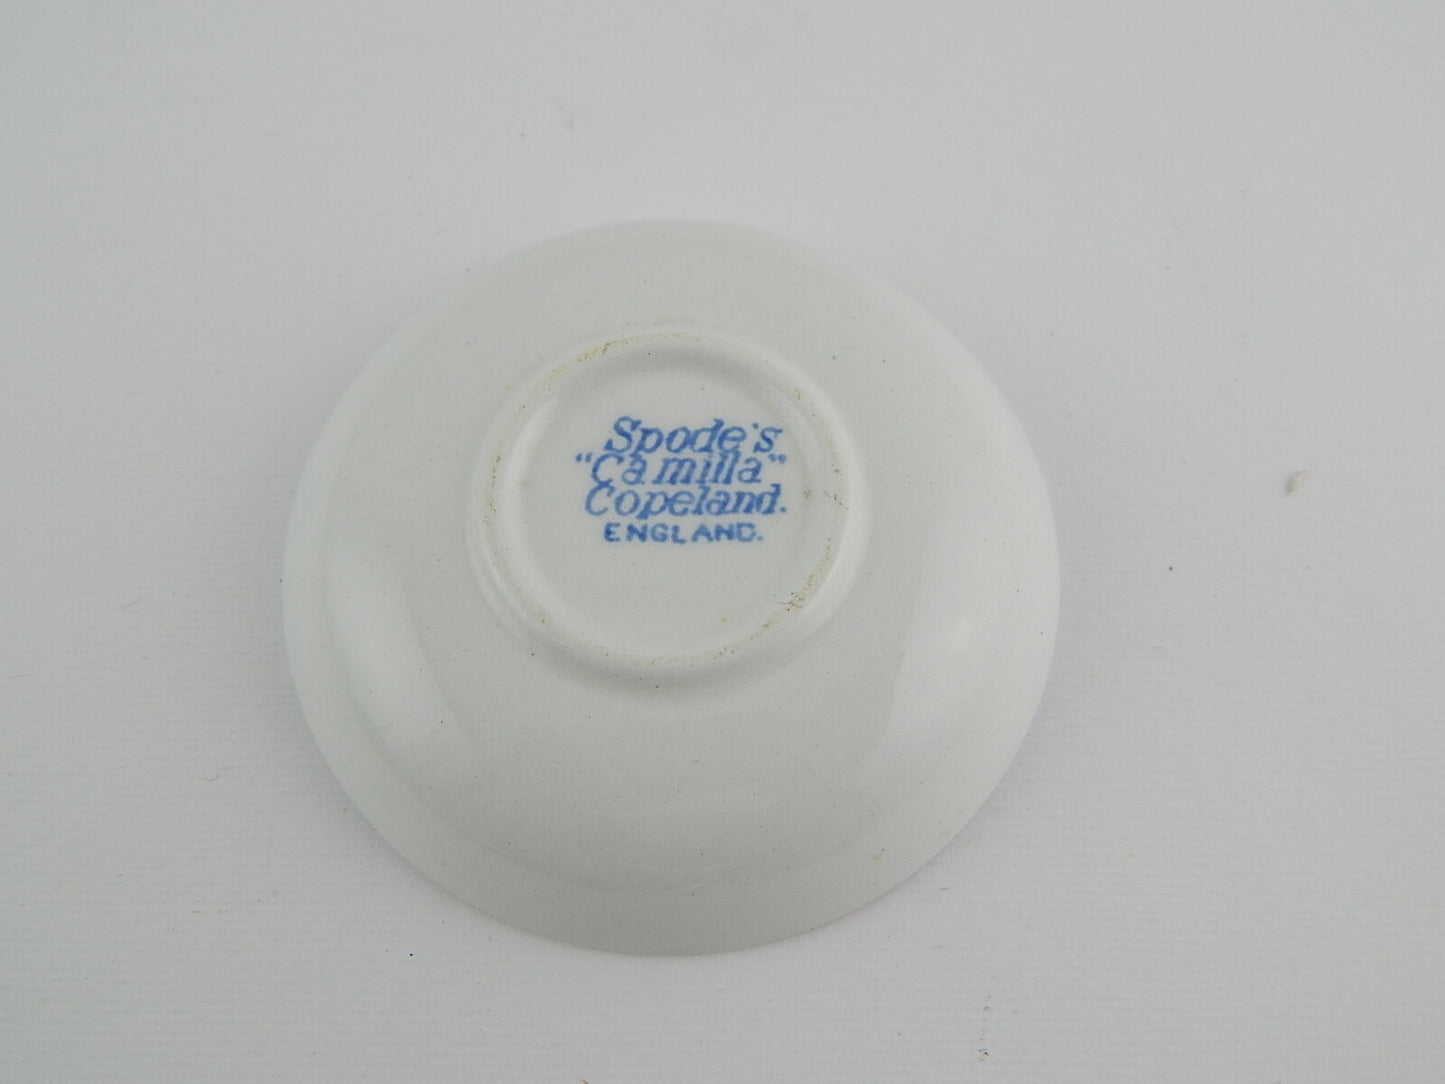 Spode's
"Camilla"
Copeland.
ENGLAND.